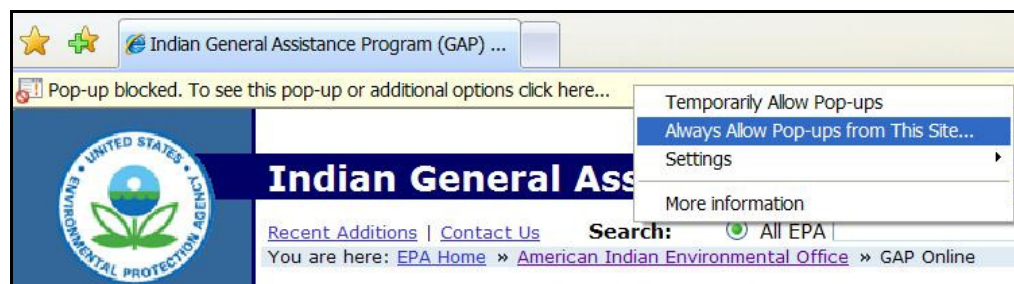 Indian General Assistance Program (GAP) ...
Pop-up blocked. To see this pop-up or additional options click here...
Temporarily Allow Pop-ups
Always Allow Pop-ups from This Site...
Settings
More information
UNITED STATES
ENVIRONMENTAL PROTECTION AGENCY
Indian General Ass
Recent Additions | Contact Us Search: All EPA
You are here: EPA Home » American Indian Environmental Office » GAP Online